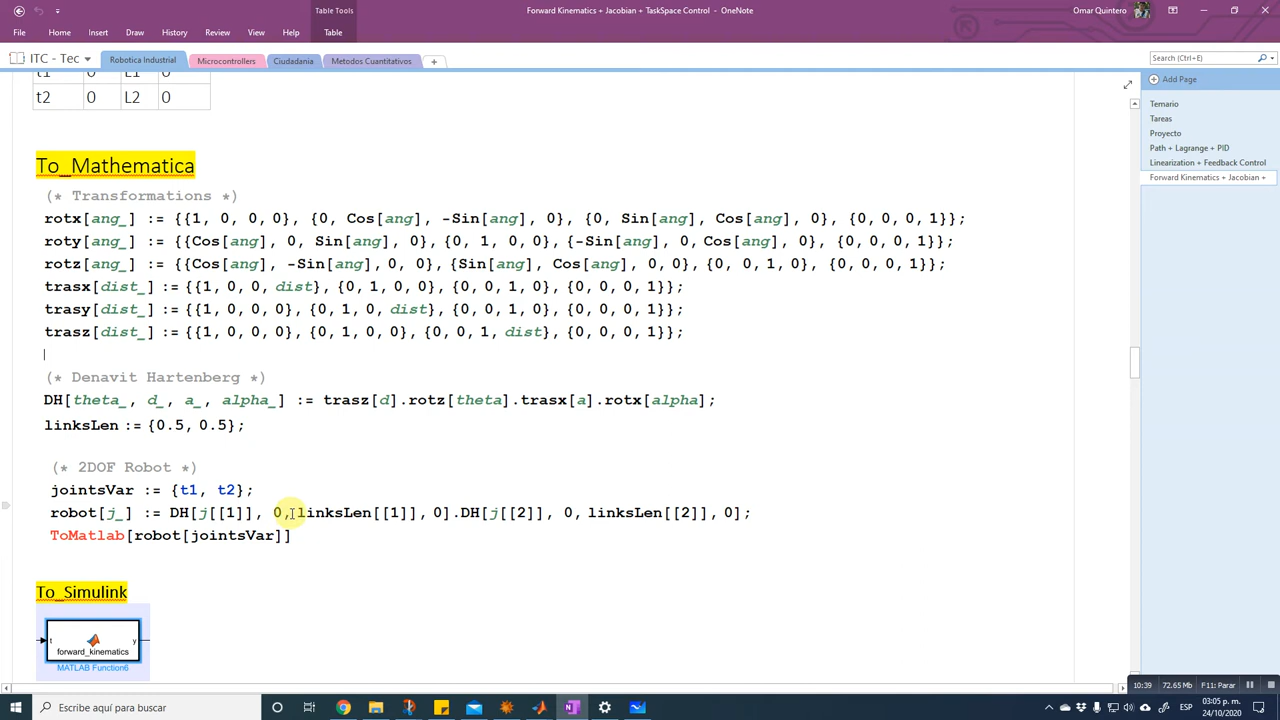 Table Tools
Forward Kinematics + Jacobian + TaskSpace Control - OneNote
Omar Quintero
File Home Insert Draw History Review View Help Table
ITC - Tec Robotica Industrial Microcontrollers Ciudadania Metodos Cuantitativos
Search (Ctrl+E)
Add Page
Temario
Tareas
Proyecto
Path + Lagrange + PID
Linearization + Feedback Control
Forward Kinematics + Jacobian +
t1 0 L1 0
t2 0 L2 0
To_Mathematica
(* Transformations *)
rotx[ang_] := {{1, 0, 0,0}, {0, Cos[ang], -Sin[ang], 0}, {0, Sin[ang], Cos[ang], 0}, {0,0,0,1}};
roty[ang_] := {{Cos[ang], 0, Sin[ang], 0},{0, 1, 0,0},{-Sin[ang], 0,Cos[ang], 0}, {0,0,0,1}};
rotz[ang_] := {{Cos[ang], -Sin[ang],0, 0},{Sin[ang], Cos[ang], 0,0},{0, 0,1,0}, {0,0,0,1}};
trasx[dist_] := {{1,0,0,dist}, {0,1,0,0}, {0,0,1,0}, {0,0,0,1}};
trasy[dist_] := {{1,0,0,0}, {0,1,0,dist}, {0,0,1,0}, {0,0,0,1}};
trasz[dist_] := {{1,0,0,0}, {0,1,0,0}, {0,0,1,dist}, {0,0,0,1}};
(* Denavit Hartenberg *)
DH[theta_, d_, a_, alpha_] := trasz[d].rotz[theta].trasx[a].rotx[alpha];
linksLen := {0.5, 0.5};
(* 2DOF Robot *)
jointsVar := {t1, t2};
robot[j_] := DH[j[[1]], 0,linksLen[[1]],0].DH[j[[2]], 0,linksLen[[2]],0];
ToMatlab[robot[jointsVar]]
To_Simulink
t y
forward_kinematics
MATLAB Function6
10:39 72.65 Mb F11: Parar
Escribe aquí para buscar
ESP
03:05 p. m.
24/10/2020